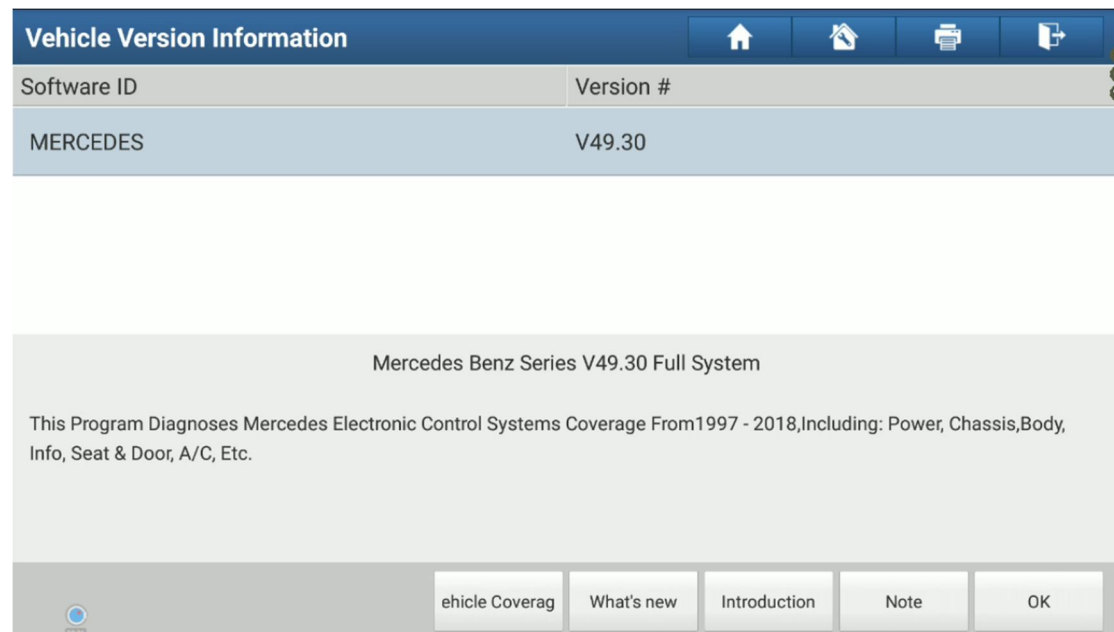 Vehicle Version Information
Software ID Version #
MERCEDES V49.30
Mercedes Benz Series V49.30 Full System
This Program Diagnoses Mercedes Electronic Control Systems Coverage From1997 - 2018,Including: Power, Chassis,Body,
Info, Seat & Door, A/C, Etc.
ehicle Coverag What's new Introduction Note OK